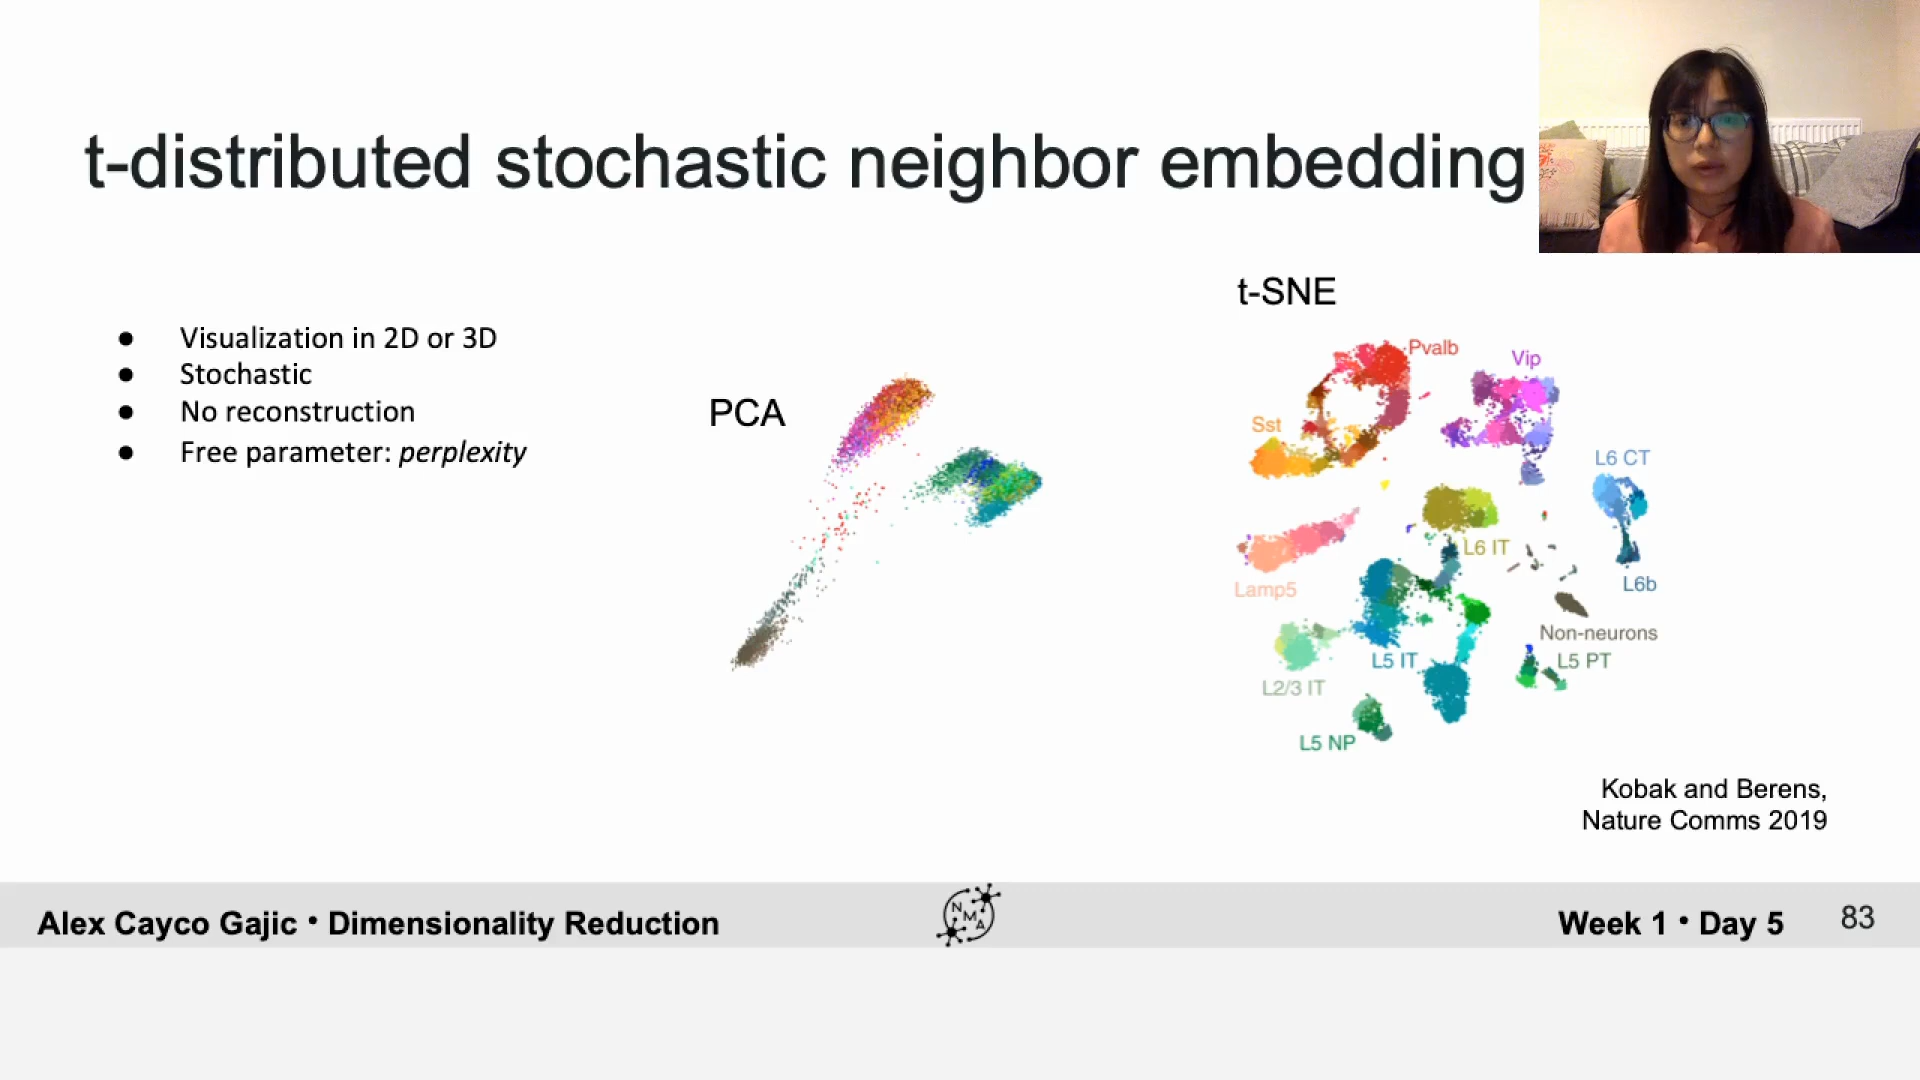 t-distributed stochastic neighbor embedding
● Visualization in 2D or 3D
● Stochastic
● No reconstruction
● Free parameter: perplexity
PCA
t-SNE
Pvalb
Vip
Sst
L6 CT
L6 IT
L6b
Lamp5
Non-neurons
L5 IT
L5 PT
L2/3 IT
L5 NP
Kobak and Berens,
Nature Comms 2019
Alex Cayco Gajic • Dimensionality Reduction
NMA
Week 1 • Day 5
83